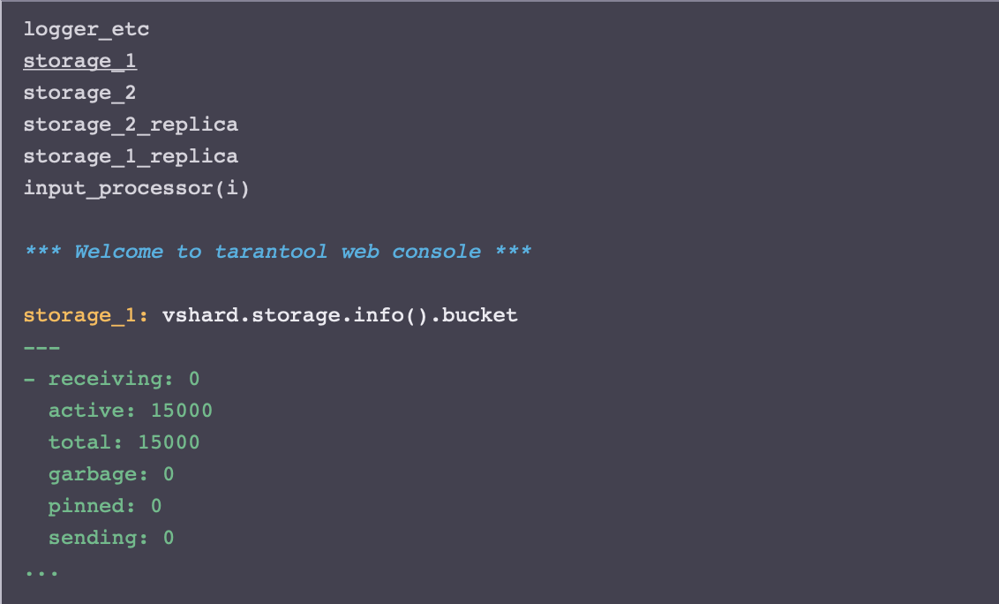 logger_etc
storage_1
storage_2
storage_2_replica
storage_1_replica
input_processor(i)
*** Welcome to tarantool web console ***
storage_1: vshard.storage.info().bucket
---
- receiving: 0
  active: 15000
  total: 15000
  garbage: 0
  pinned: 0
  sending: 0
...